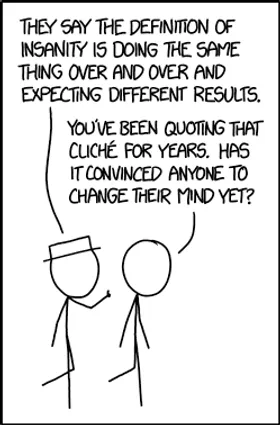 THEY SAY THE DEFINITION OF
INSANITY IS DOING THE SAME
THING OVER AND OVER AND
EXPECTING DIFFERENT RESULTS.
YOU'VE BEEN QUOTING THAT
CLICHÉ FOR YEARS. HAS
IT CONVINCED ANYONE TO
CHANGE THEIR MIND YET?